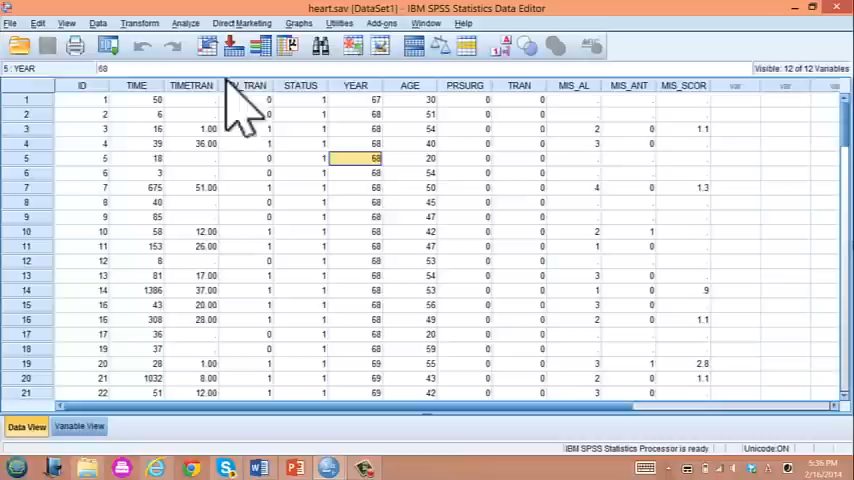 heart.sav [DataSet1] - IBM SPSS Statistics Data Editor
File Edit View Data Transform Analyze Direct Marketing Graphs Utilities Add-ons Window Help
5 : YEAR 68 Visible: 12 of 12 Variables
ID TIME TIMETRAN _TRAN STATUS YEAR AGE PRSURG TRAN MIS_AL MIS_ANT MIS_SCOR var var var
1 1 50 . 0 1 67 30 0 0 . . .
2 2 6 . 0 1 68 51 0 0 . . .
3 3 16 1.00 1 1 68 54 0 0 2 0 1.1
4 4 39 36.00 1 1 68 40 0 0 3 0 .
5 5 18 . 0 1 68 20 0 0 . . .
6 6 3 . 0 1 68 54 0 0 . . .
7 7 675 51.00 1 1 68 50 0 0 4 0 1.3
8 8 40 . 0 1 68 45 0 0 . . .
9 9 85 . 0 1 68 47 0 0 . . .
10 10 58 12.00 1 1 68 42 0 0 2 1 .
11 11 153 26.00 1 1 68 47 0 0 1 0 .
12 12 8 . 0 1 68 53 0 0 . . .
13 13 81 17.00 1 1 68 54 0 0 3 0 .
14 14 1386 37.00 1 1 68 53 0 0 1 0 9
15 15 43 20.00 1 1 68 56 0 0 3 0 .
16 16 308 28.00 1 1 68 49 0 0 2 0 1.1
17 17 36 . 0 1 68 20 0 0 . . .
18 18 37 . 0 1 68 59 0 0 . . .
19 20 28 1.00 1 1 69 55 0 0 3 1 2.8
20 21 1032 8.00 1 1 69 43 0 0 2 0 1.1
21 22 51 12.00 1 1 69 42 0 0 3 0 .
Data View Variable View
IBM SPSS Statistics Processor is ready Unicode:ON
5:36 PM
2/16/2014